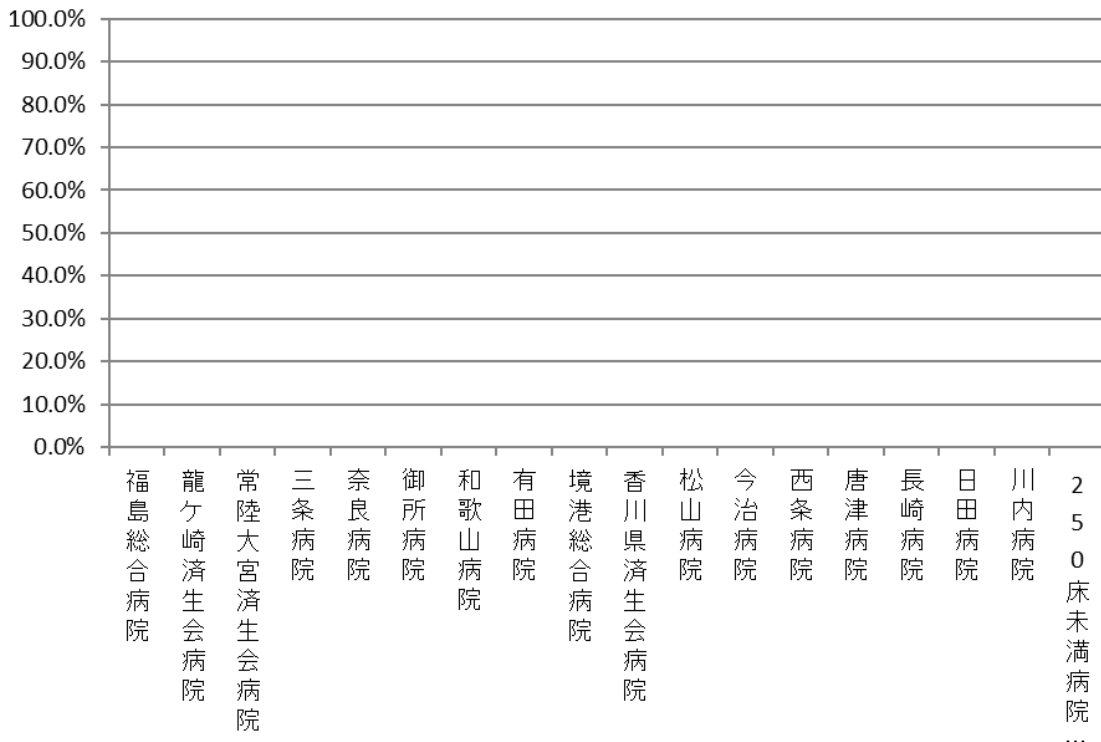 100.0%
90.0%
80.0%
70.0%
60.0%
50.0%
40.0%
30.0%
20.0%
10.0%
0.0%
福島総合病院
龍ケ崎済生会病院
常陸大宮済生会病院
三条病院
奈良病院
御所病院
和歌山病院
有田病院
境港総合病院
香川県済生会病院
松山病院
今治病院
西条病院
唐津病院
長崎病院
日田病院
川内病院
250床未満病院…